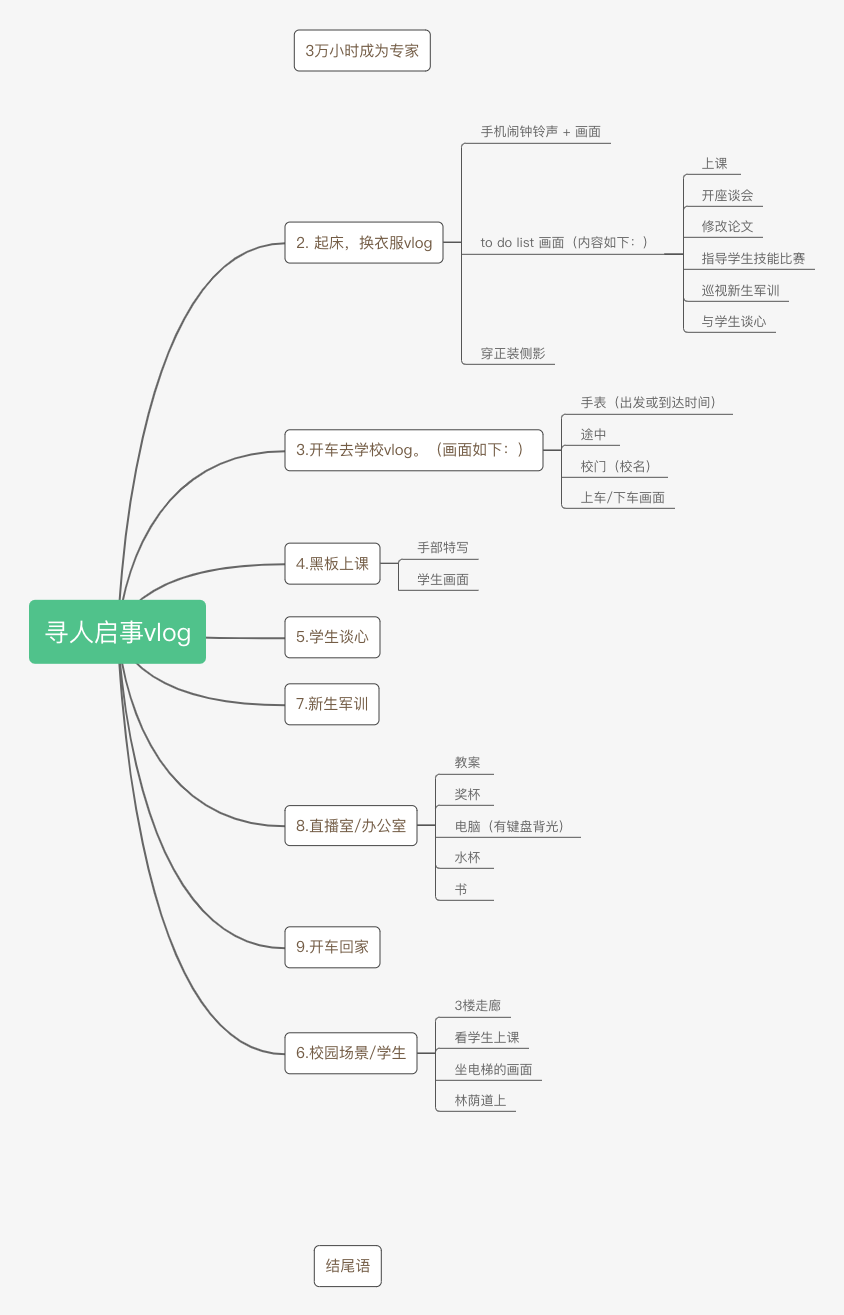 3万小时成为专家
寻人启事vlog
2. 起床，换衣服vlog
手机闹钟铃声 + 画面
to do list 画面（内容如下：）
上课
开座谈会
修改论文
指导学生技能比赛
巡视新生军训
与学生谈心
穿正装侧影
3.开车去学校vlog。（画面如下：）
手表（出发或到达时间）
途中
校门（校名）
上车/下车画面
4.黑板上课
手部特写
学生画面
5.学生谈心
7.新生军训
8.直播室/办公室
教案
奖杯
电脑（有键盘背光）
水杯
书
9.开车回家
6.校园场景/学生
3楼走廊
看学生上课
坐电梯的画面
林荫道上
结尾语